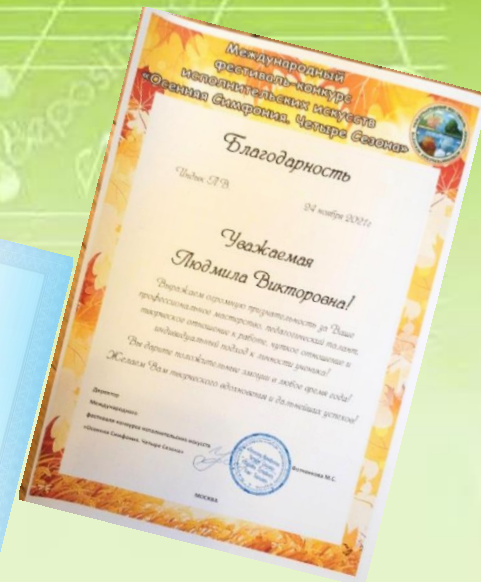 Международный
фестиваль-конкурс
исполнительских искусств
«Осенняя Симфония. Четыре Сезона»
Благодарность
Индык Л.В.
24 ноября 2021г
Уважаемая
Людмила Викторовна!
Выражаем огромную признательность за Ваше
профессиональное мастерство, педагогический талант,
творческое отношение к работе, чуткое отношение и
индивидуальный подход к личности ученика!
Вы дарите положительные эмоции в любое время года!
Желаем Вам творческого вдохновения и дальнейших успехов!
Директор
Международного
фестиваля-конкурса исполнительских искусств
«Осенняя Симфония. Четыре Сезона»
М.С.
МОСКВА